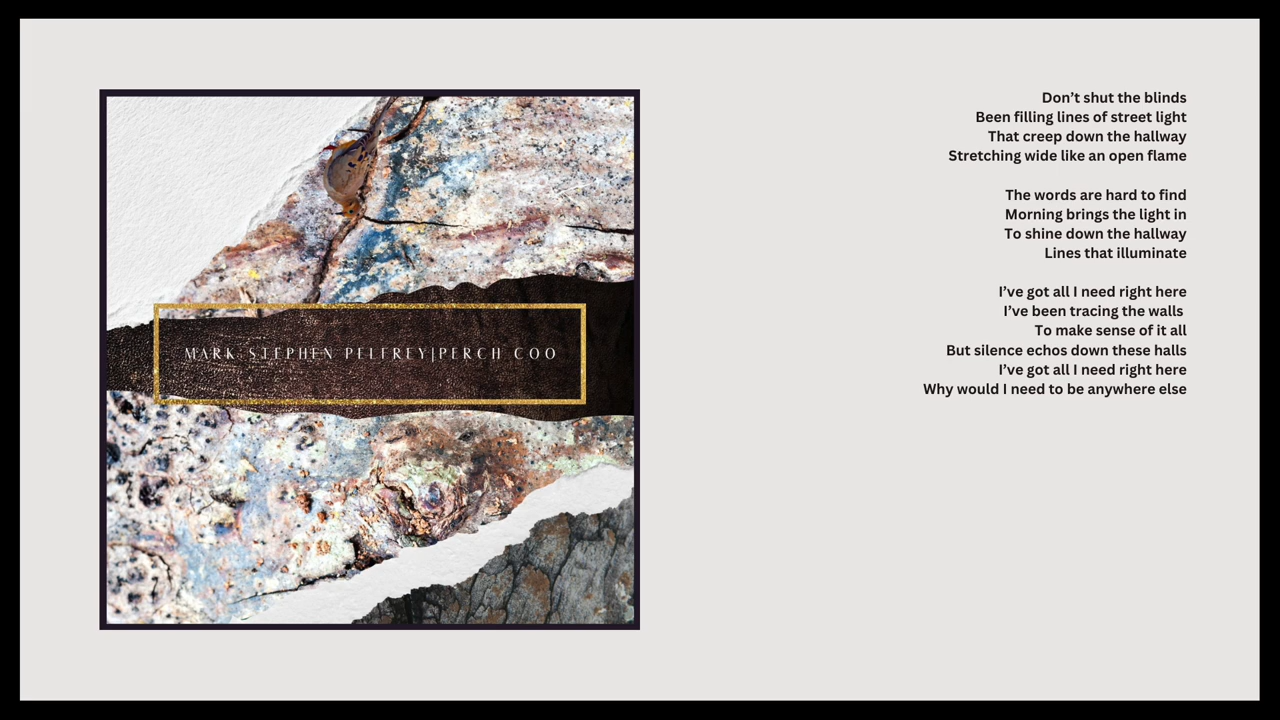 MARK STEPHEN PELFREY|PERCH COO
Don't shut the blinds
Been filling lines of street light
That creep down the hallway
Stretching wide like an open flame
The words are hard to find
Morning brings the light in
To shine down the hallway
Lines that illuminate
I've got all I need right here
I've been tracing the walls
To make sense of it all
But silence echos down these halls
I've got all I need right here
Why would I need to be anywhere else